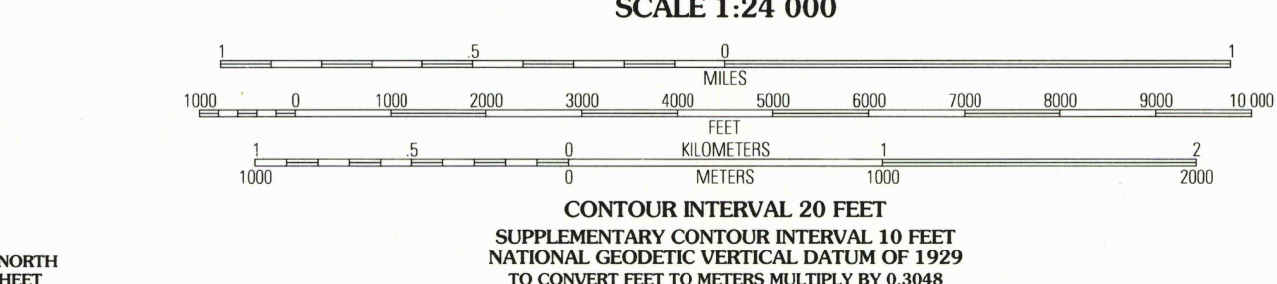 SCALE 1:24 000
1 .5 0 1
MILES
1000 0 1000 2000 3000 4000 5000 6000 7000 8000 9000 10 000
FEET
1 .5 0 KILOMETERS 1 2
1000 0 METERS 1000 2000
CONTOUR INTERVAL 20 FEET
SUPPLEMENTARY CONTOUR INTERVAL 10 FEET
NATIONAL GEODETIC VERTICAL DATUM OF 1929
TO CONVERT FEET TO METERS MULTIPLY BY 0.3048
NORTH
HEET